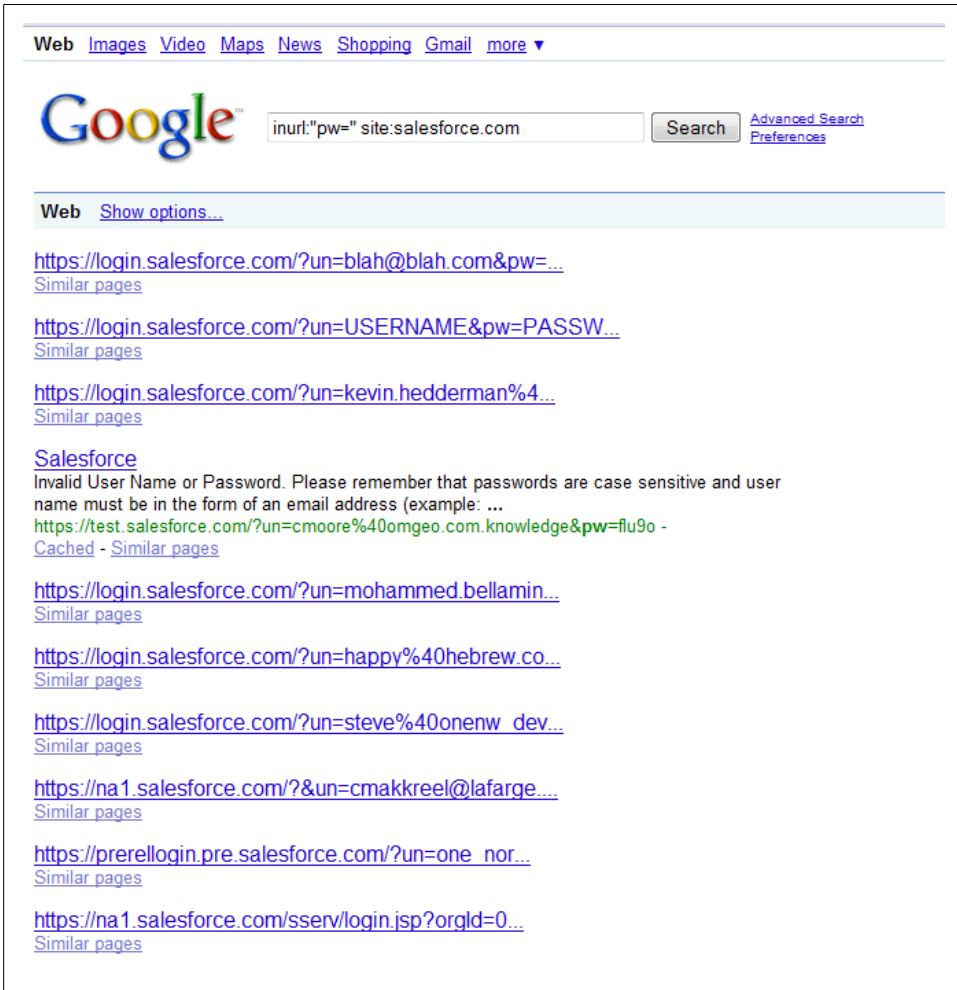 Web Images Video Maps News Shopping Gmail more ▼
Google™
inurl:"pw=" site:salesforce.com
Search
Advanced Search
Preferences
Web Show options...
https://login.salesforce.com/?un=blah@blah.com&pw=...
Similar pages
https://login.salesforce.com/?un=USERNAME&pw=PASSW...
Similar pages
https://login.salesforce.com/?un=kevin.hedderman%4...
Similar pages
Salesforce
Invalid User Name or Password. Please remember that passwords are case sensitive and user
name must be in the form of an email address (example: ...
https://test.salesforce.com/?un=cmoore%40omgeo.com.knowledge&pw=flu9o -
Cached - Similar pages
https://login.salesforce.com/?un=mohammed.bellamin...
Similar pages
https://login.salesforce.com/?un=happy%40hebrew.co...
Similar pages
https://login.salesforce.com/?un=steve%40onenw_dev...
Similar pages
https://na1.salesforce.com/?&un=cmakkreel@lafarge....
Similar pages
https://prerellogin.pre.salesforce.com/?un=one_nor...
Similar pages
https://na1.salesforce.com/sserv/login.jsp?orgId=0...
Similar pages